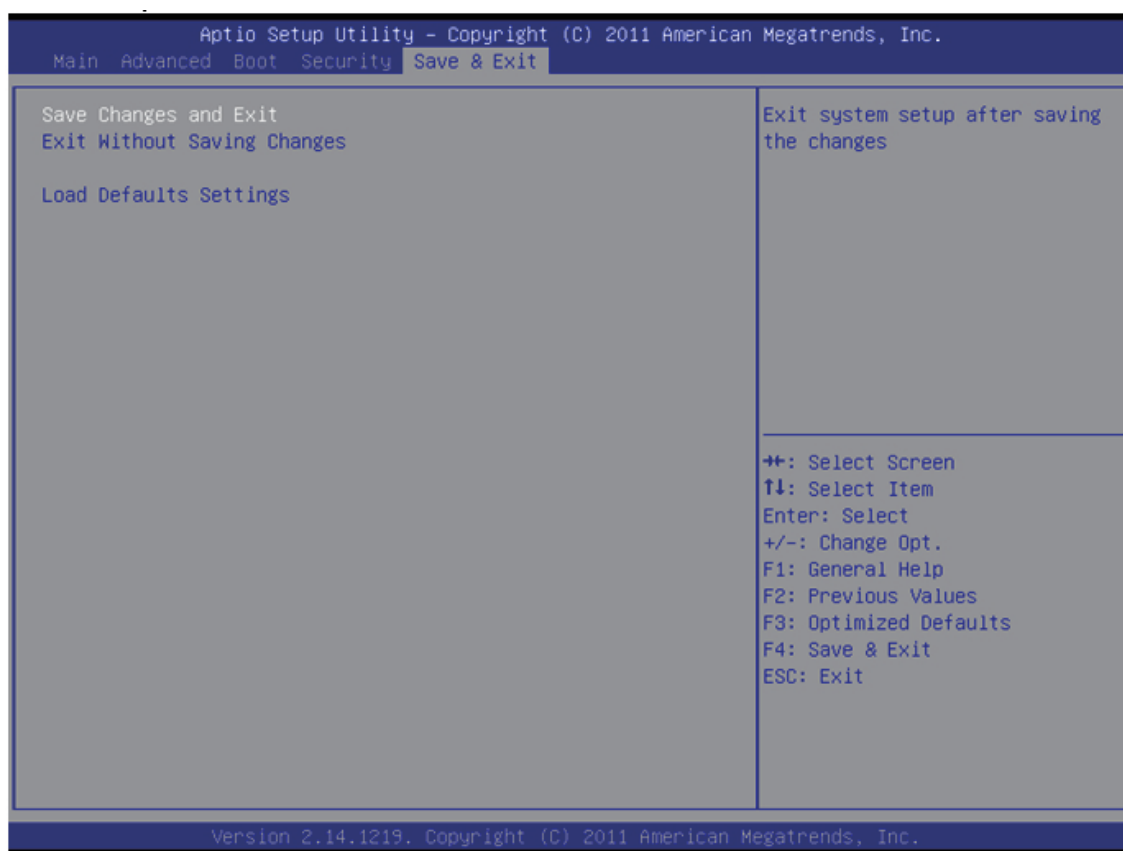 Aptio Setup Utility – Copyright (C) 2011 American Megatrends, Inc.
Main Advanced Boot Security Save & Exit
Save Changes and Exit
Exit Without Saving Changes
Load Defaults Settings
Exit system setup after saving
the changes
→←: Select Screen
↑↓: Select Item
Enter: Select
+/-: Change Opt.
F1: General Help
F2: Previous Values
F3: Optimized Defaults
F4: Save & Exit
ESC: Exit
Version 2.14.1219. Copyright (C) 2011 American Megatrends, Inc.